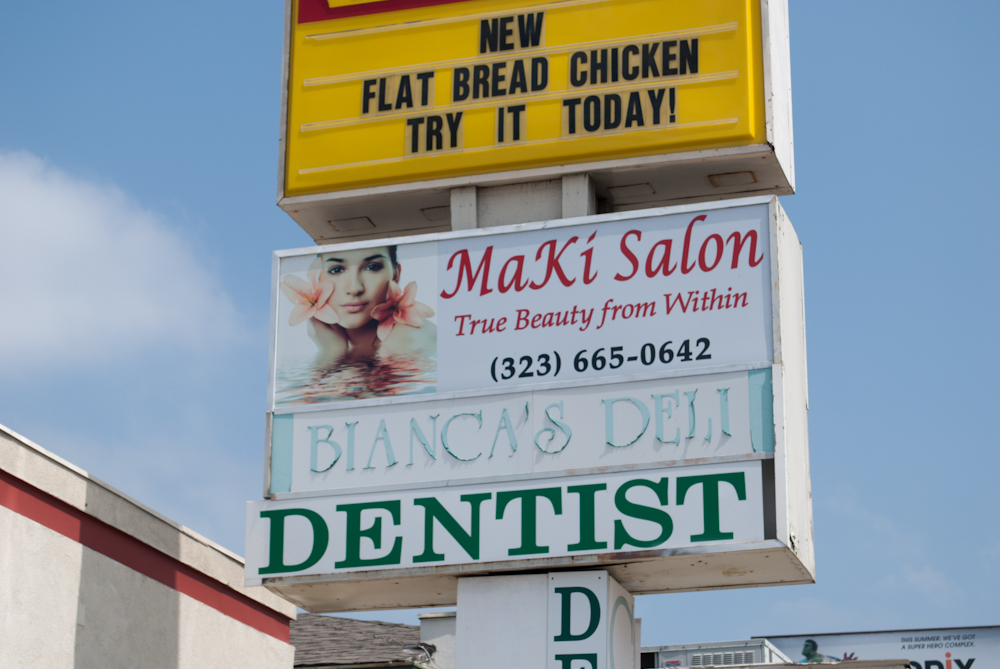 NEW
FLAT BREAD CHICKEN
TRY IT TODAY!
MaKi Salon
True Beauty from Within
(323) 665-0642
BIANCA'S DELI
DENTIST
D
E
THIS SUMMER: WE'VE GOT
A SUPER HERO COMPLEX.